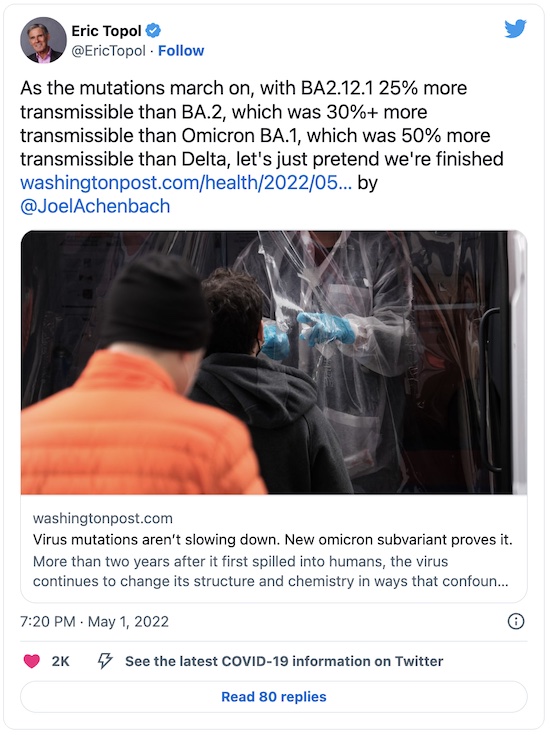 Eric Topol
@EricTopol · Follow
As the mutations march on, with BA2.12.1 25% more
transmissible than BA.2, which was 30%+ more
transmissible than Omicron BA.1, which was 50% more
transmissible than Delta, let's just pretend we're finished
washingtonpost.com/health/2022/05... by
@JoelAchenbach
washingtonpost.com
Virus mutations aren’t slowing down. New omicron subvariant proves it.
More than two years after it first spilled into humans, the virus
continues to change its structure and chemistry in ways that confoun...
7:20 PM · May 1, 2022
2K See the latest COVID-19 information on Twitter
Read 80 replies